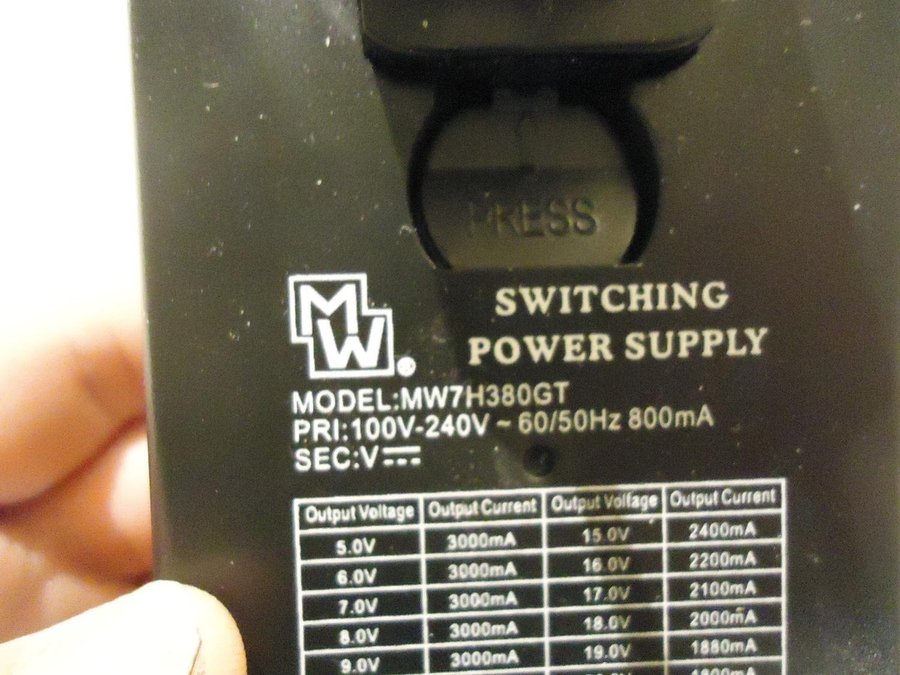 PRESS
MW®
SWITCHING
POWER SUPPLY
MODEL:MW7H380GT
PRI:100V-240V ~ 60/50Hz 800mA
SEC:V⎓
Output Voltage Output Current Output Voltage Output Current
5.0V 3000mA 15.0V 2400mA
6.0V 3000mA 16.0V 2200mA
7.0V 3000mA 17.0V 2100mA
8.0V 3000mA 18.0V 2000mA
9.0V 3000mA 19.0V 1880mA